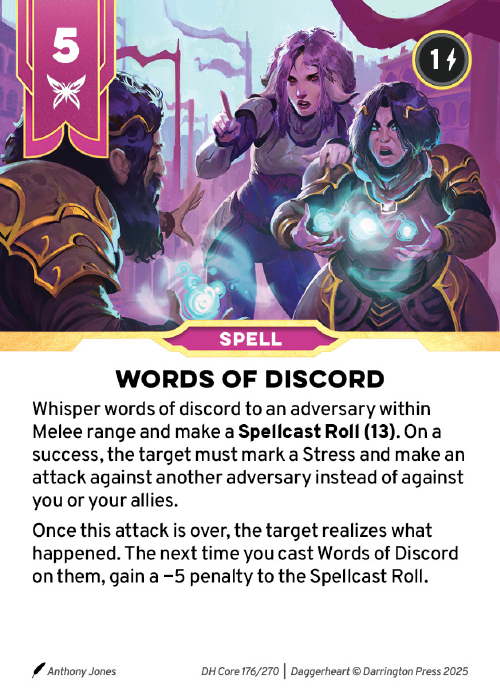 5
1
SPELL
WORDS OF DISCORD
Whisper words of discord to an adversary within
Melee range and make a Spellcast Roll (13). On a
success, the target must mark a Stress and make an
attack against another adversary instead of against
you or your allies.
Once this attack is over, the target realizes what
happened. The next time you cast Words of Discord
on them, gain a −5 penalty to the Spellcast Roll.
Anthony Jones
DH Core 176/270 | Daggerheart © Darrington Press 2025